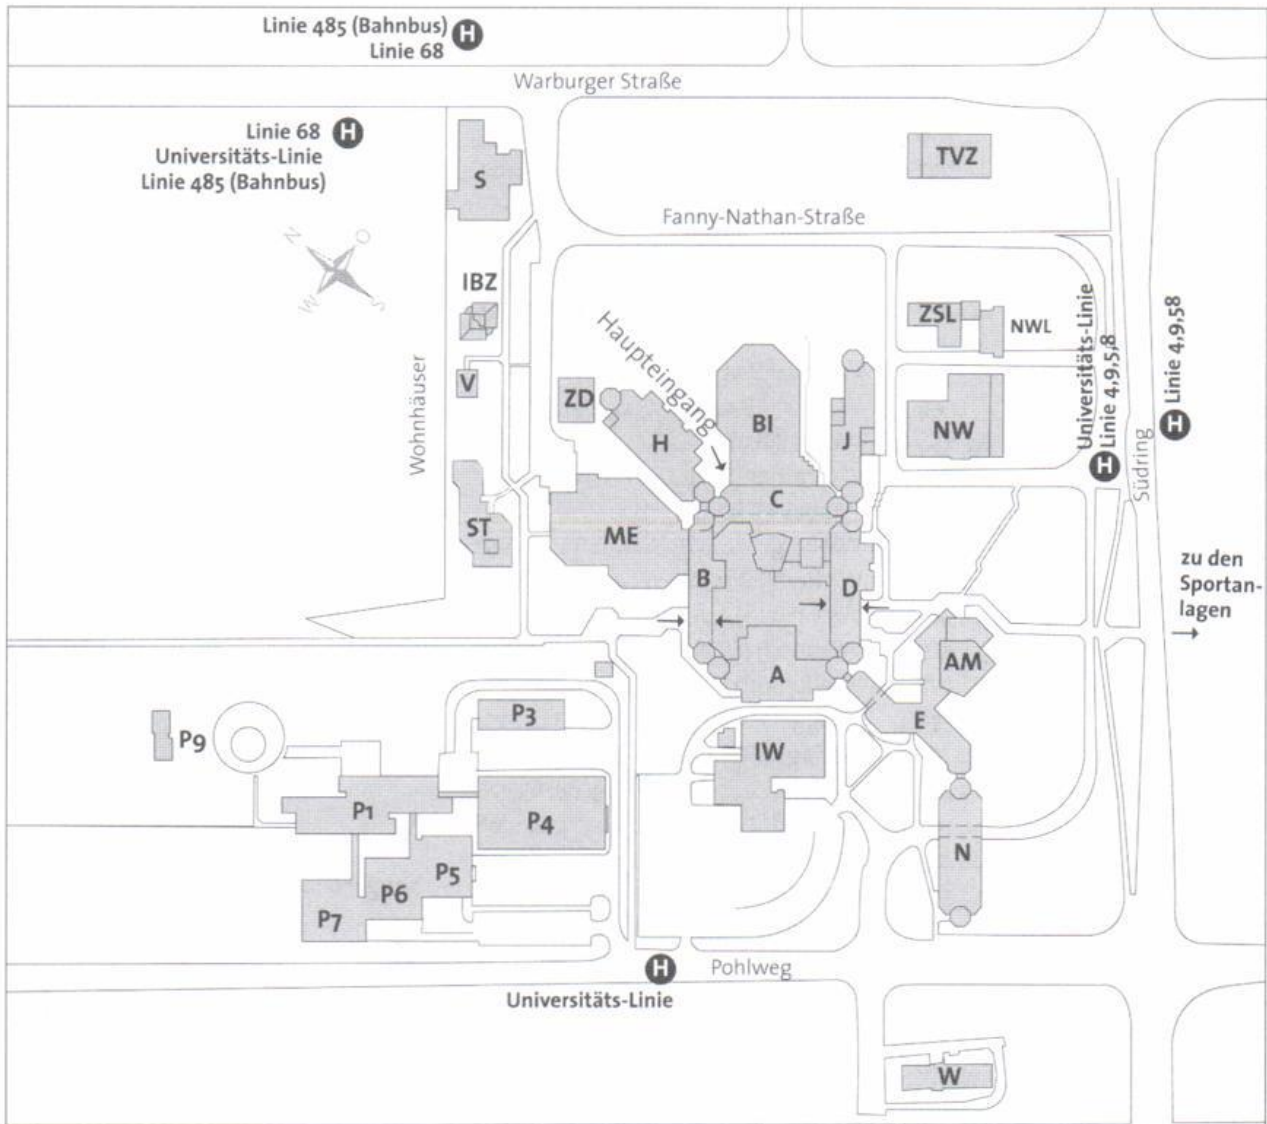 Linie 485 (Bahnbus)
Linie 68
H
Warburger Straße
Linie 68
H
Universitäts-Linie
Linie 485 (Bahnbus)
S
TVZ
Fanny-Nathan-Straße
N
O
W
S
IBZ
ZSL
NWL
Universitäts-Linie
Linie 4,9,5,8
H
Linie 4,9,58
H
Südring
Haupteingang
Wohnhäuser
V
ZD
H
BI
J
NW
C
ST
ME
B
D
zu den
Sportan-
lagen
A
AM
P9
P3
E
IW
P1
P4
N
P5
P6
P7
H
Pohlweg
Universitäts-Linie
W